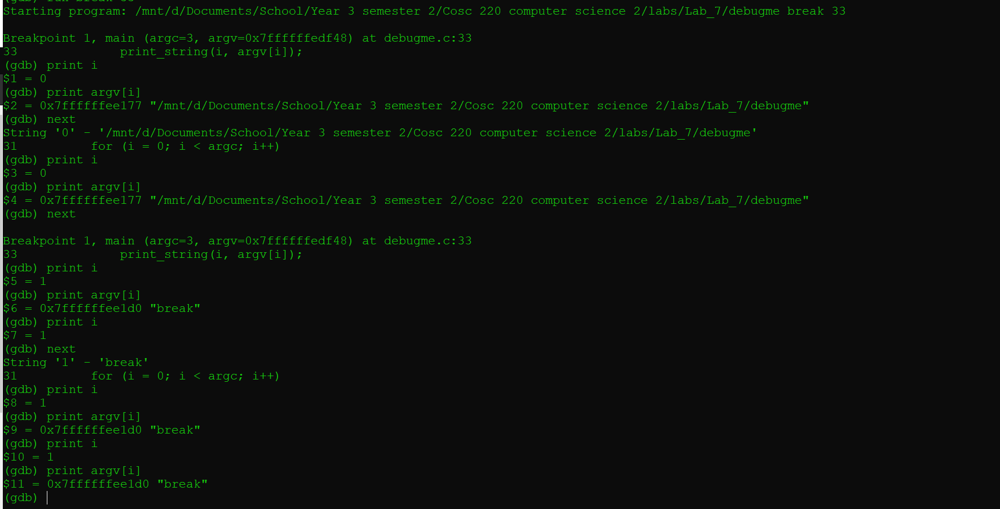 Starting program: /mnt/d/Documents/School/Year 3 semester 2/Cosc 220 computer science 2/labs/Lab_7/debugme break 33
Breakpoint 1, main (argc=3, argv=0x7ffffffedf48) at debugme.c:33
33              print_string(i, argv[i]);
(gdb) print i
$1 = 0
(gdb) print argv[i]
$2 = 0x7ffffffee177 "/mnt/d/Documents/School/Year 3 semester 2/Cosc 220 computer science 2/labs/Lab_7/debugme"
(gdb) next
String '0' - '/mnt/d/Documents/School/Year 3 semester 2/Cosc 220 computer science 2/labs/Lab_7/debugme'
31          for (i = 0; i < argc; i++)
(gdb) print i
$3 = 0
(gdb) print argv[i]
$4 = 0x7ffffffee177 "/mnt/d/Documents/School/Year 3 semester 2/Cosc 220 computer science 2/labs/Lab_7/debugme"
(gdb) next
Breakpoint 1, main (argc=3, argv=0x7ffffffedf48) at debugme.c:33
33              print_string(i, argv[i]);
(gdb) print i
$5 = 1
(gdb) print argv[i]
$6 = 0x7ffffffee1d0 "break"
(gdb) print i
$7 = 1
(gdb) next
String '1' - 'break'
31          for (i = 0; i < argc; i++)
(gdb) print i
$8 = 1
(gdb) print argv[i]
$9 = 0x7ffffffee1d0 "break"
(gdb) print i
$10 = 1
(gdb) print argv[i]
$11 = 0x7ffffffee1d0 "break"
(gdb)